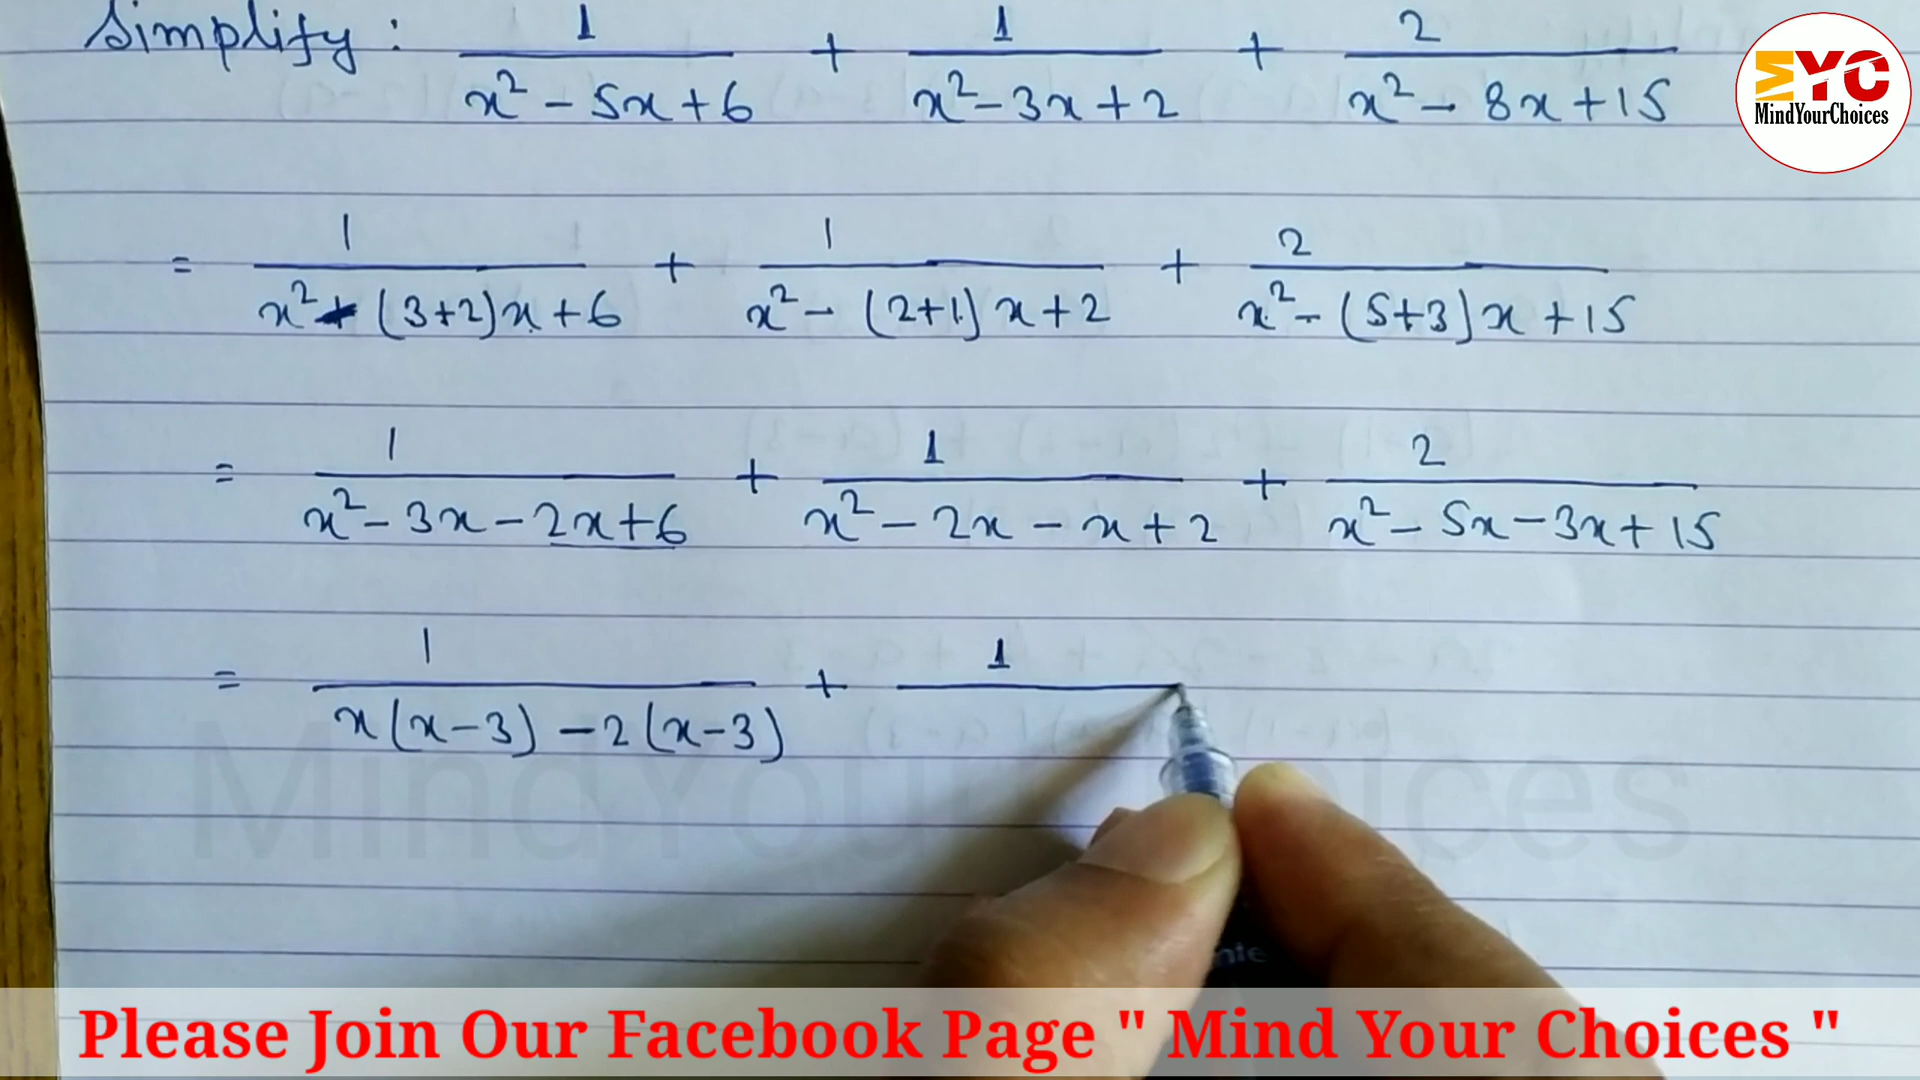 Simplify : 1/(x² - 5x + 6) + 1/(x² - 3x + 2) + 2/(x² - 8x + 15)
= 1/(x² - (3+2)x + 6) + 1/(x² - (2+1)x + 2) + 2/(x² - (5+3)x + 15)
= 1/(x² - 3x - 2x + 6) + 1/(x² - 2x - x + 2) + 2/(x² - 5x - 3x + 15)
= 1/(x(x-3) - 2(x-3)) + 1/
MYC
MindYourChoices
MindYourChoices
Please Join Our Facebook Page " Mind Your Choices "